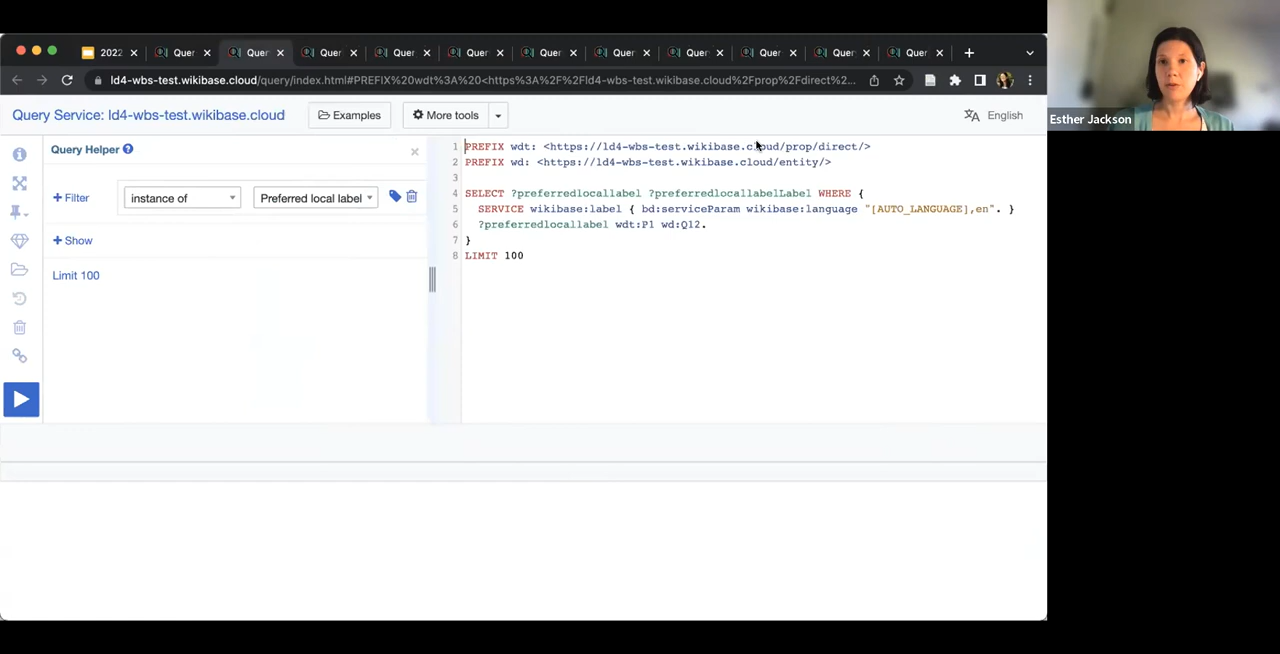 2022
Quer
Quer
Quer
Quer
Quer
Quer
Quer
Quer
Quer
Quer
Quer
ld4-wbs-test.wikibase.cloud/query/index.html#PREFIX%20wdt%3A%20<https%3A%2F%2Fld4-wbs-test.wikibase.cloud%2Fprop%2Fdirect%2...
Query Service: ld4-wbs-test.wikibase.cloud
Examples
More tools
English
Query Helper
Filter
instance of
Preferred local label
Show
Limit 100
1 PREFIX wdt: <https://ld4-wbs-test.wikibase.cloud/prop/direct/>
2 PREFIX wd: <https://ld4-wbs-test.wikibase.cloud/entity/>
3
4 SELECT ?preferredlocallabel ?preferredlocallabelLabel WHERE {
5 SERVICE wikibase:label { bd:serviceParam wikibase:language "[AUTO_LANGUAGE],en". }
6 ?preferredlocallabel wdt:P1 wd:Q12.
7 }
8 LIMIT 100
Esther Jackson